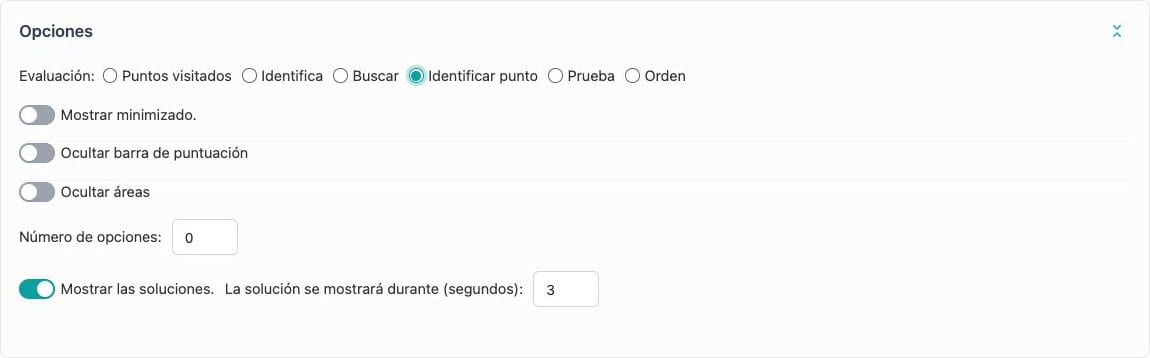 Opciones
Evaluación: Puntos visitados Identifica Buscar Identificar punto Prueba Orden
Mostrar minimizado.
Ocultar barra de puntuación
Ocultar áreas
Número de opciones: 0
Mostrar las soluciones. La solución se mostrará durante (segundos): 3